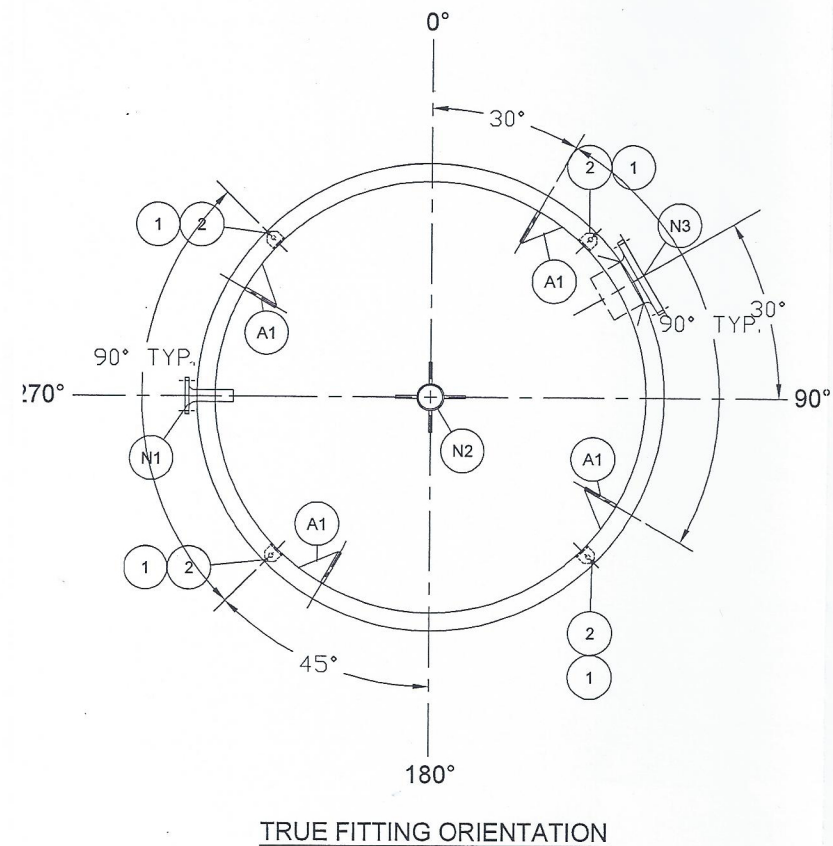 0°
30°
2 1
1 2
N3
A1
A1
30°
90° TYP.
90° TYP.
270°
90°
N1
N2
A1
A1
1 2
2
1
45°
180°
TRUE FITTING ORIENTATION